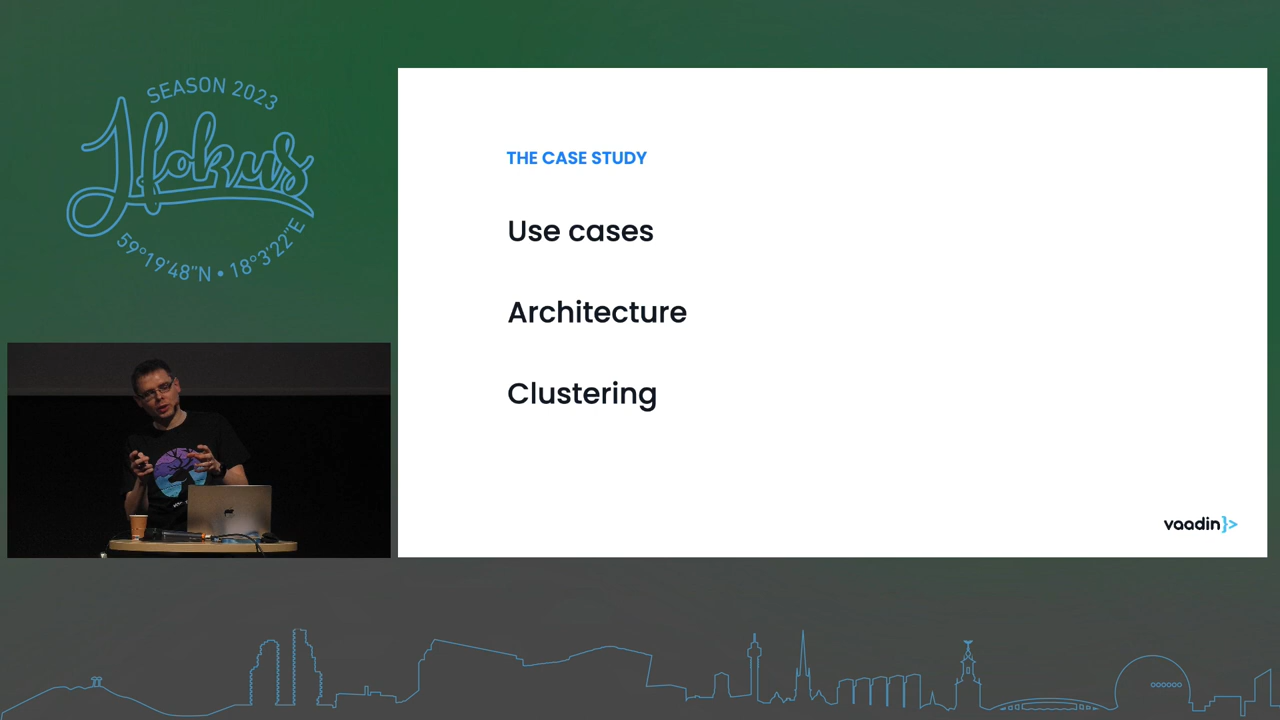 SEASON 2023
Jfokus
59°19'48"N • 18°3'22"E
THE CASE STUDY
Use cases
Architecture
Clustering
vaadin}>